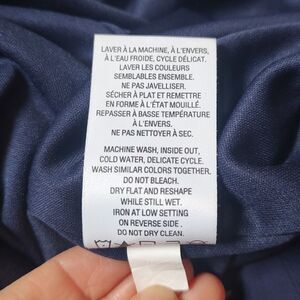 LAVER À LA MACHINE, À L'ENVERS,
À L'EAU FROIDE, CYCLE DÉLICAT.
LAVER LES COULEURS
SEMBLABLES ENSEMBLE.
NE PAS JAVELLISER.
SÉCHER À PLAT ET REMETTRE
EN FORME À L'ÉTAT MOUILLÉ.
REPASSER À BASSE TEMPÉRATURE
À L'ENVERS.
NE PAS NETTOYER À SEC.
MACHINE WASH, INSIDE OUT,
COLD WATER, DELICATE CYCLE.
WASH SIMILAR COLORS TOGETHER.
DO NOT BLEACH.
DRY FLAT AND RESHAPE
WHILE STILL WET.
IRON AT LOW SETTING
ON REVERSE SIDE.
DO NOT DRY CLEAN.